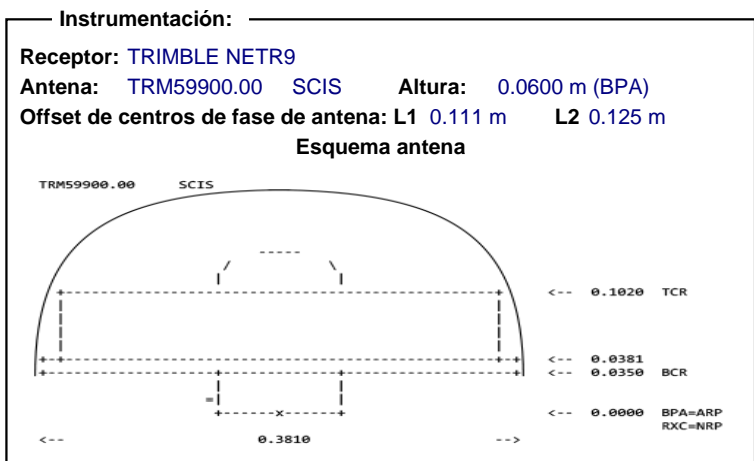 Instrumentación:
Receptor: TRIMBLE NETR9
Antena: TRM59900.00 SCIS Altura: 0.0600 m (BPA)
Offset de centros de fase de antena: L1 0.111 m L2 0.125 m
Esquema antena
TRM59900.00 SCIS
<-- 0.1020 TCR
<-- 0.0381
<-- 0.0350 BCR
<-- 0.0000 BPA=ARP
RXC=NRP
<-- 0.3810 -->